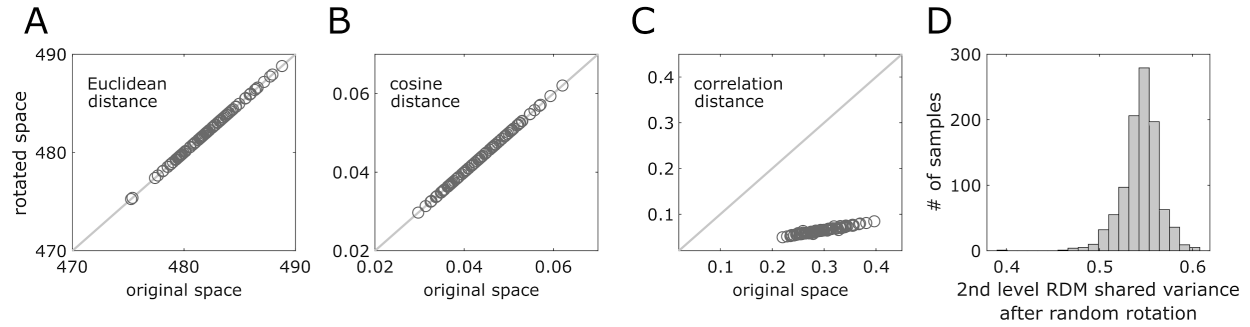 A
B
C
D
Euclidean
distance
rotated space
490
480
470
470
480
490
original space
cosine
distance
0.06
0.04
0.02
0.02
0.04
0.06
original space
correlation
distance
0.4
0.3
0.2
0.1
0.1
0.2
0.3
0.4
original space
# of samples
300
200
100
0
0.4
0.5
0.6
2nd level RDM shared variance
after random rotation